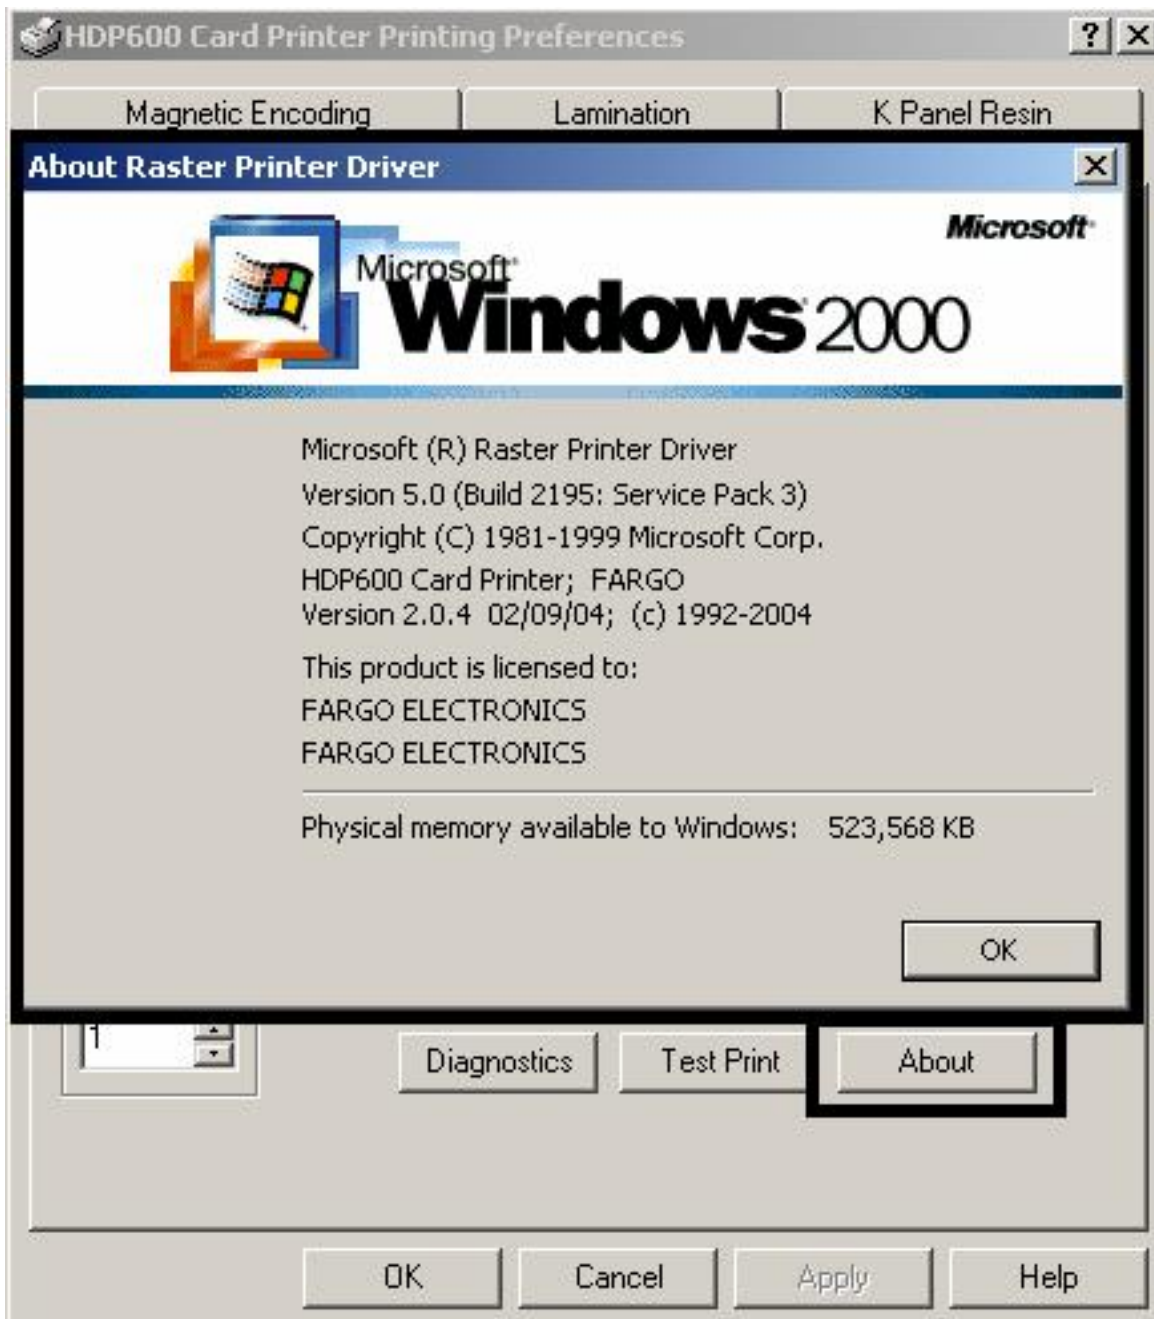 HDP600 Card Printer Printing Preferences
Magnetic Encoding
Lamination
K Panel Resin
About Raster Printer Driver
Microsoft
Microsoft
Windows 2000
Microsoft (R) Raster Printer Driver
Version 5.0 (Build 2195: Service Pack 3)
Copyright (C) 1981-1999 Microsoft Corp.
HDP600 Card Printer; FARGO
Version 2.0.4 02/09/04; (c) 1992-2004
This product is licensed to:
FARGO ELECTRONICS
FARGO ELECTRONICS
Physical memory available to Windows: 523,568 KB
OK
1
Diagnostics
Test Print
About
OK
Cancel
Apply
Help